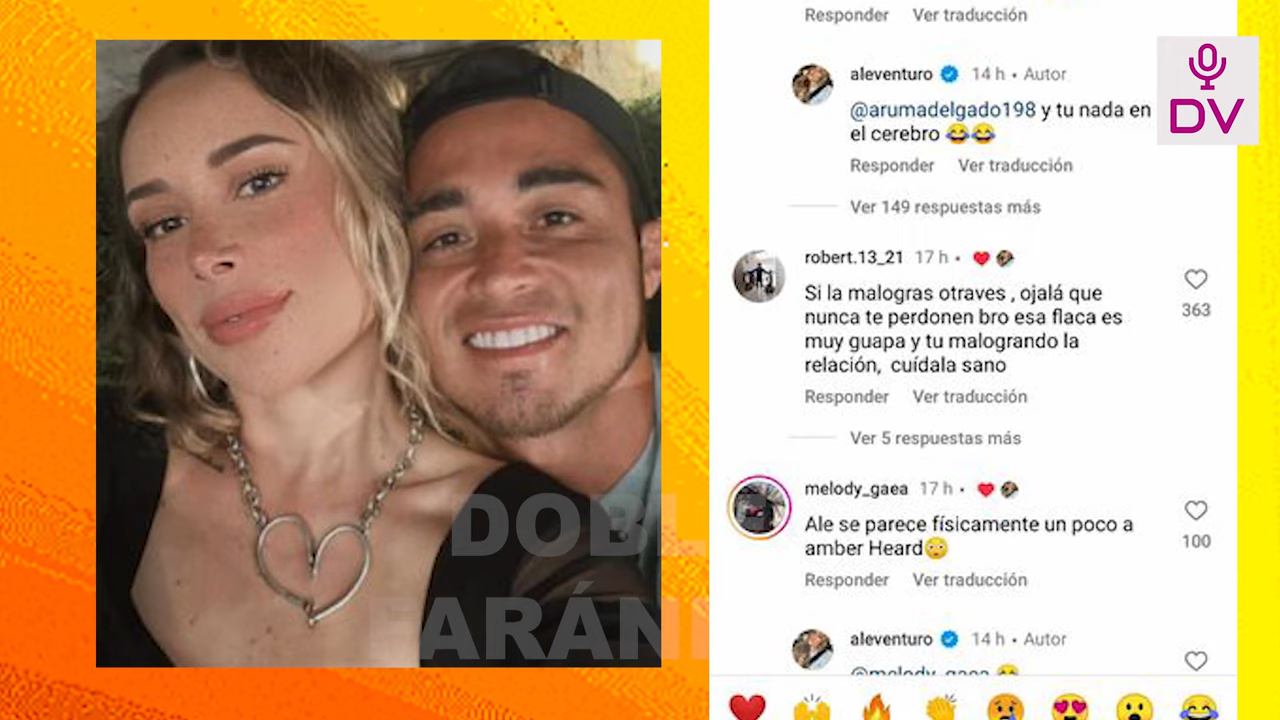 Responder Ver traducción
aleventuro 14 h • Autor
@arumadelgado198 y tu nada en
el cerebro 😂😂
Responder Ver traducción
Ver 149 respuestas más
robert.13_21 17 h •
Si la malogras otraves , ojalá que
nunca te perdonen bro esa flaca es
muy guapa y tu malogrando la
relación, cuídala sano
363
Responder Ver traducción
Ver 5 respuestas más
melody_gaea 17 h •
Ale se parece físicamente un poco a
amber Heard😳
100
Responder Ver traducción
aleventuro 14 h • Autor
@melody_gaea
DV
DOBL
FARÁN